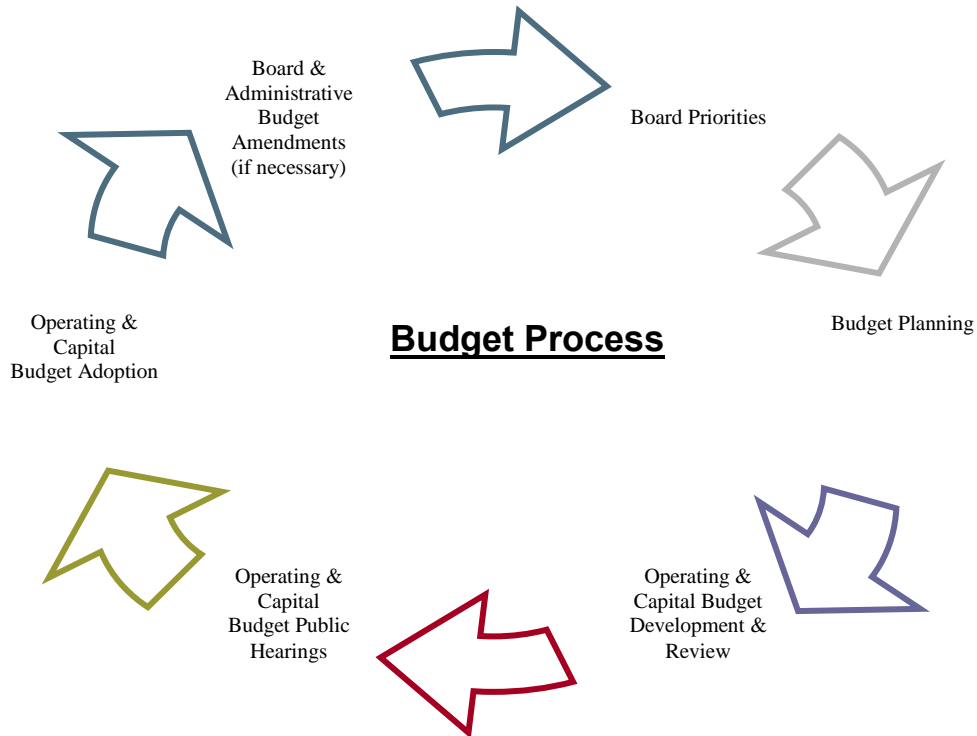 Board &
Administrative
Budget
Amendments
(if necessary)
Board Priorities
Budget Planning
Operating &
Capital Budget
Development &
Review
Operating &
Capital
Budget Public
Hearings
Operating &
Capital
Budget Adoption
Budget Process